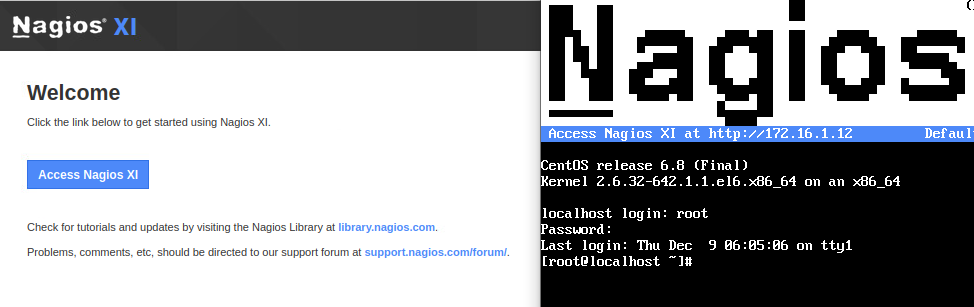 Nagios® XI
Welcome
Click the link below to get started using Nagios XI.
Access Nagios XI
Check for tutorials and updates by visiting the Nagios Library at library.nagios.com.
Problems, comments, etc, should be directed to our support forum at support.nagios.com/forum/.
Nagios
Access Nagios XI at http://172.16.1.12
CentOS release 6.8 (Final)
Kernel 2.6.32-642.1.1.el6.x86_64 on an x86_64
localhost login: root
Password:
Last login: Thu Dec  9 06:05:06 on tty1
[root@localhost ~]#